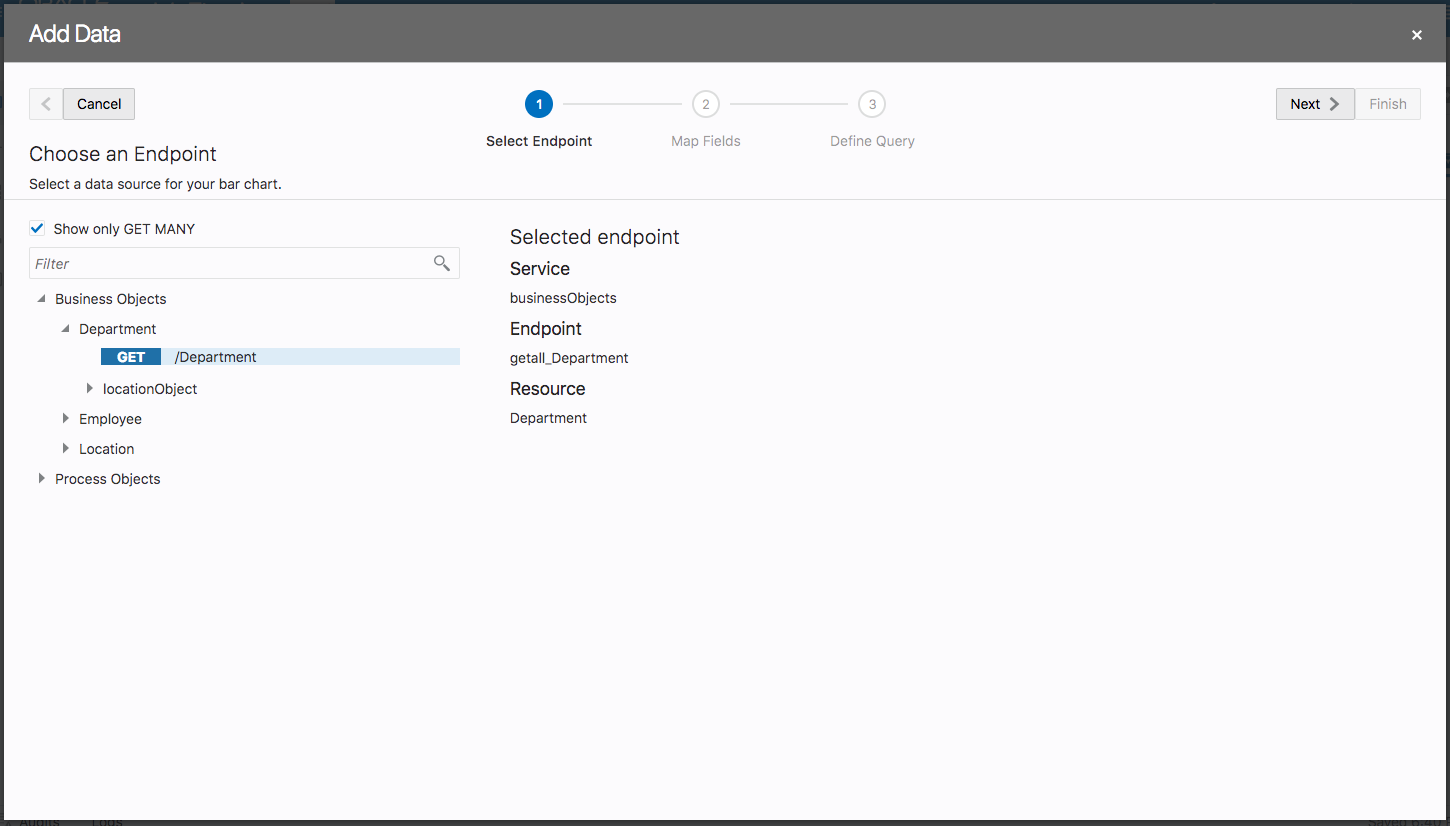 Add Data
Cancel
1
2
3
Next
Finish
Select Endpoint
Map Fields
Define Query
Choose an Endpoint
Select a data source for your bar chart.
Show only GET MANY
Filter
Business Objects
Department
GET /Department
locationObject
Employee
Location
Process Objects
Selected endpoint
Service
businessObjects
Endpoint
getall_Department
Resource
Department